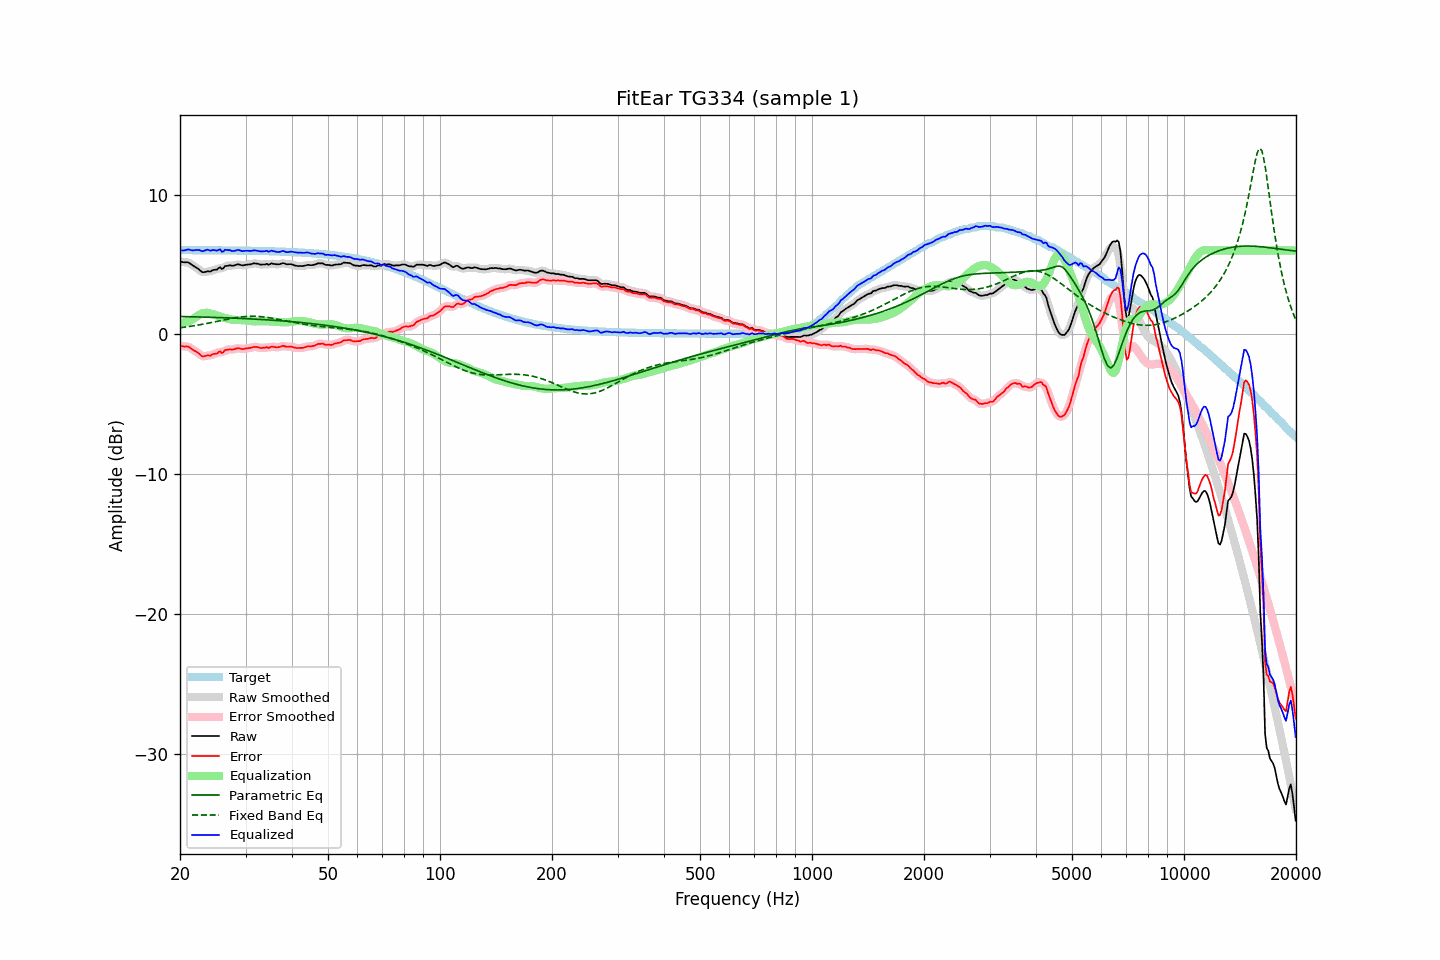 FitEar TG334 (sample 1)
Amplitude (dBr)
10
0
−10
−20
−30
Target
Raw Smoothed
Error Smoothed
Raw
Error
Equalization
Parametric Eq
Fixed Band Eq
Equalized
20 50 100 200 500 1000 2000 5000 10000 20000
Frequency (Hz)